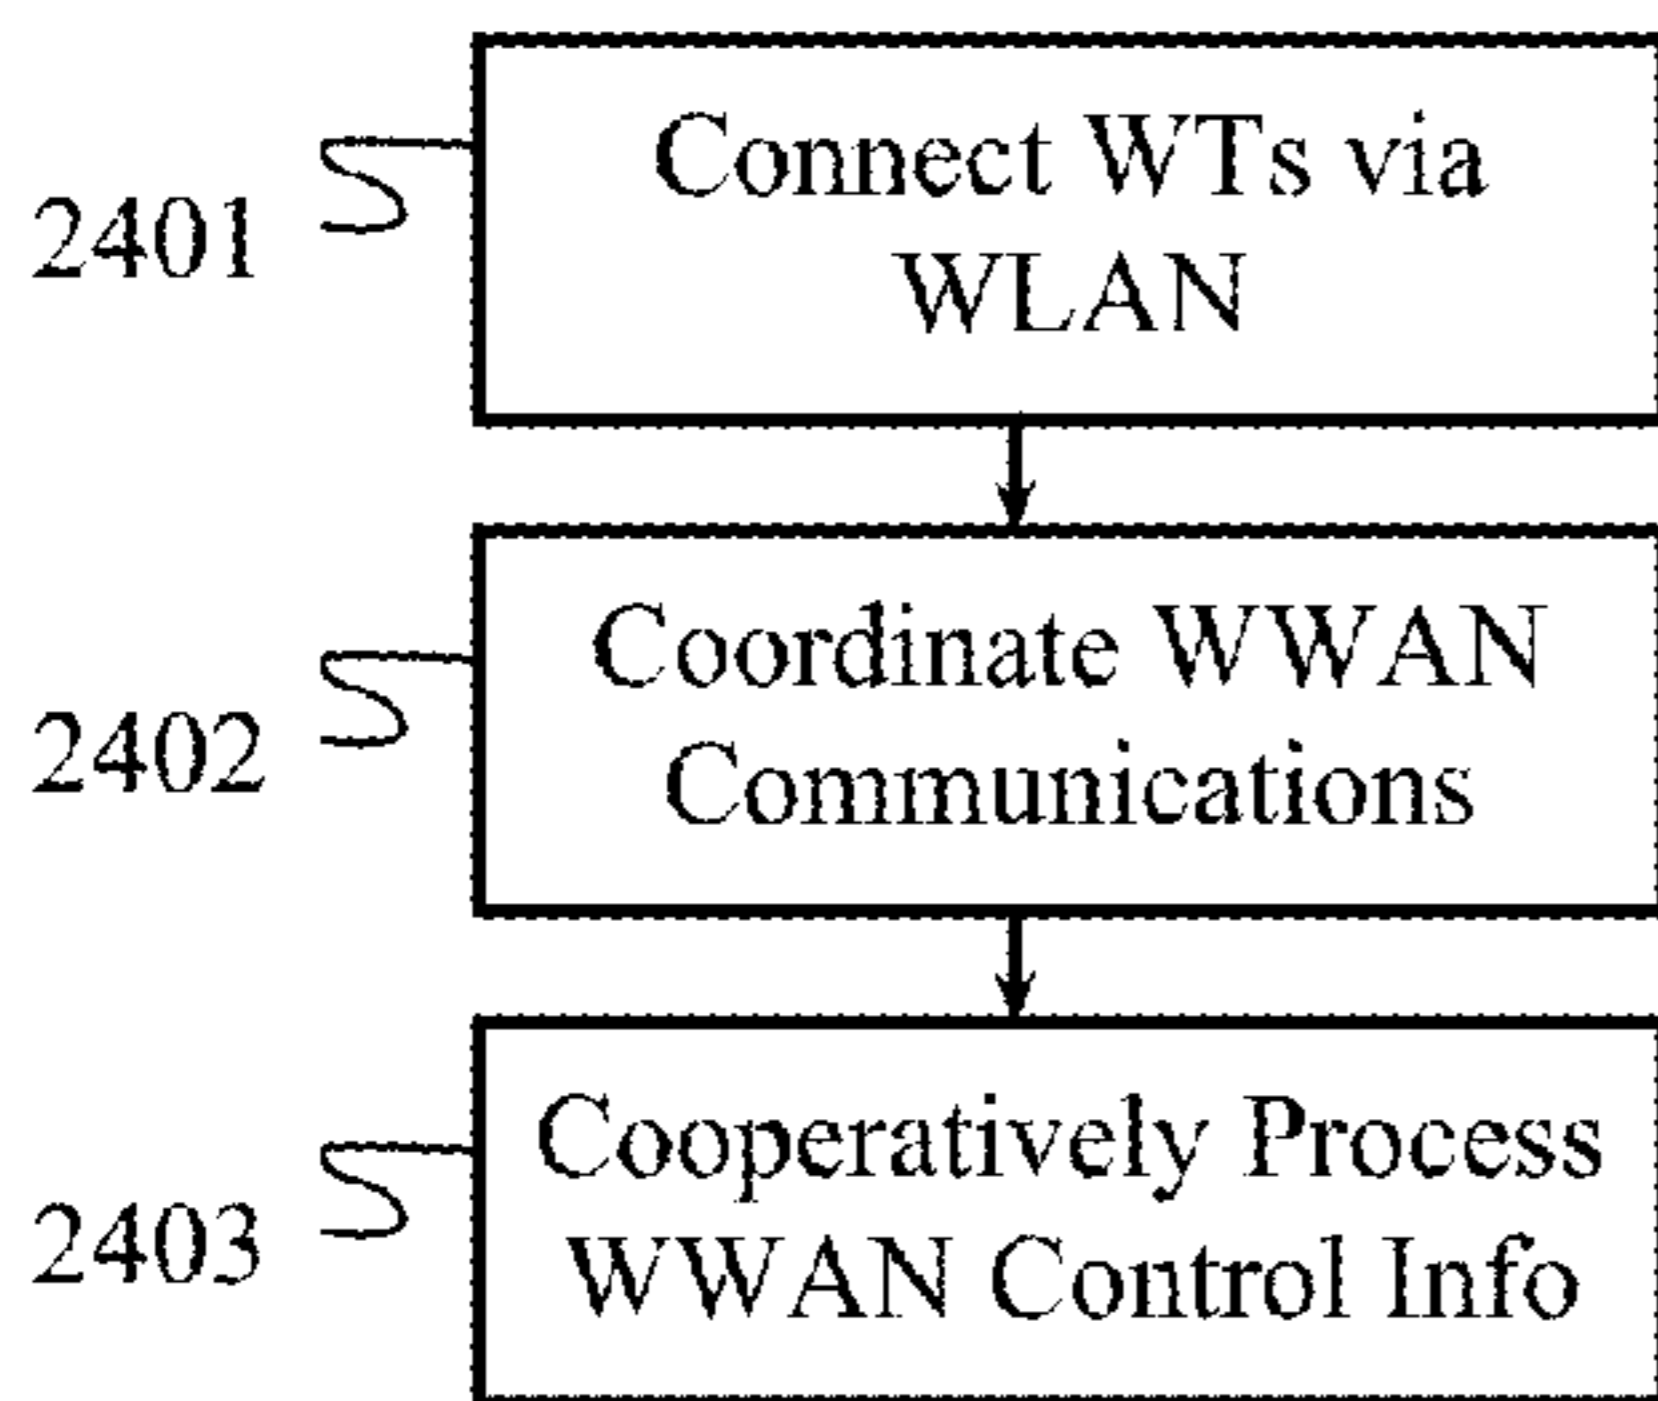 2401
Connect WTs via
WLAN
2402
Coordinate WWAN
Communications
2403
Cooperatively Process
WWAN Control Info